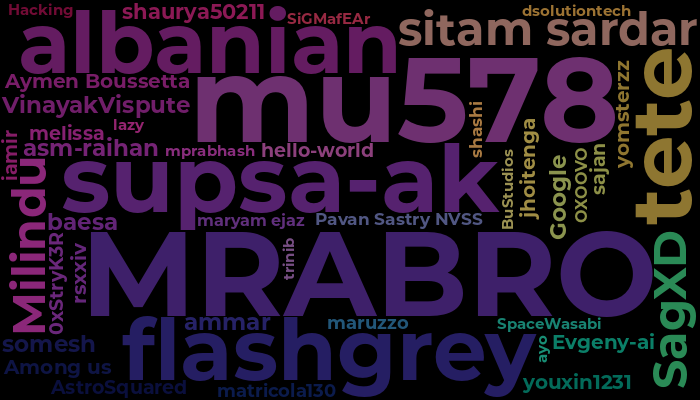 Hacking
shaurya50211
SiGMafEAr
dsolutiontech
albanian
sitam sardar
Aymen Boussetta
mu578
tete
VinayakVispute
lazy
melissa
shashi
jhoitenga
yomsterzz
iamir
asm-raihan
mprabhash
hello-world
BuStudios
Google
oxoovo
sajan
supsa-ak
Milindu
baesa
maryam ejaz
Pavan Sastry NVSS
0xStryK3R
rsxxiv
trinib
MRABRO
SagXD
ammar
maruzzo
SpaceWasabi
somesh
flashgrey
ayo
Evgeny-ai
Among us
AstroSquared
matricola130
youxin1231